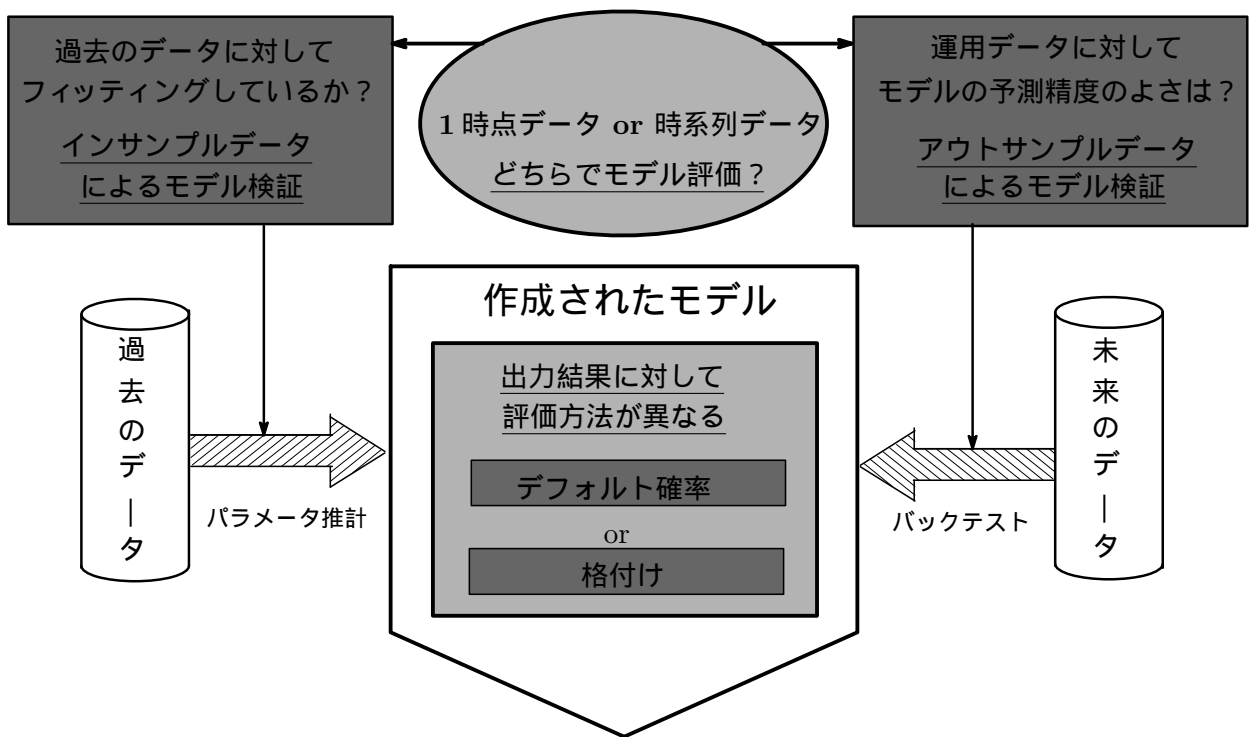 過去のデータに対して
フィッティングしているか？
インサンプルデータ
によるモデル検証
1 時点データ or 時系列データ
どちらでモデル評価？
運用データに対して
モデルの予測精度のよさは？
アウトサンプルデータ
によるモデル検証
作成されたモデル
出力結果に対して
評価方法が異なる
デフォルト確率
or
格付け
過去のデータ
パラメータ推計
バックテスト
未来のデータ